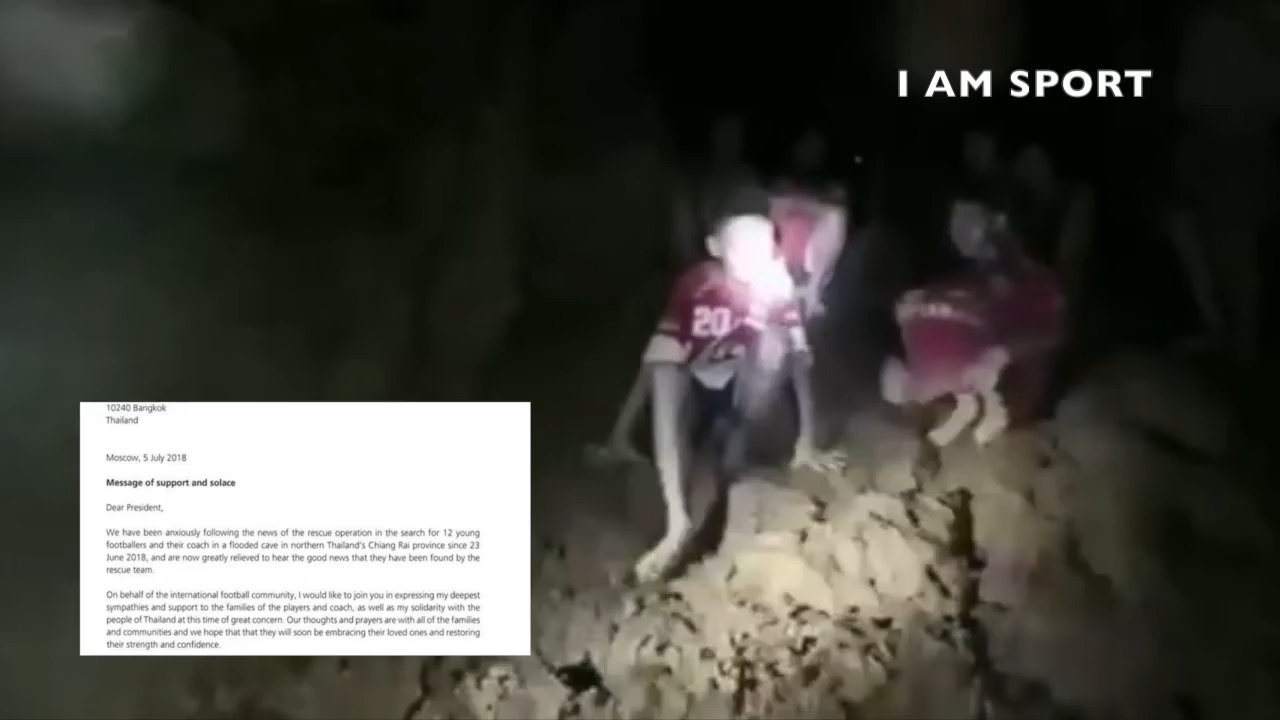 I AM SPORT
20
10240 Bangkok
Thailand
Moscow, 5 July 2018
Message of support and solace
Dear President,
We have been anxiously following the news of the rescue operation in the search for 12 young
footballers and their coach in a flooded cave in northern Thailand's Chiang Rai province since 23
June 2018, and are now greatly relieved to hear the good news that they have been found by the
rescue team.
On behalf of the international football community, I would like to join you in expressing my deepest
sympathies and support to the families of the players and coach, as well as my solidarity with the
people of Thailand at this time of great concern. Our thoughts and prayers are with all of the families
and communities and we hope that that they will soon be embracing their loved ones and restoring
their strength and confidence.